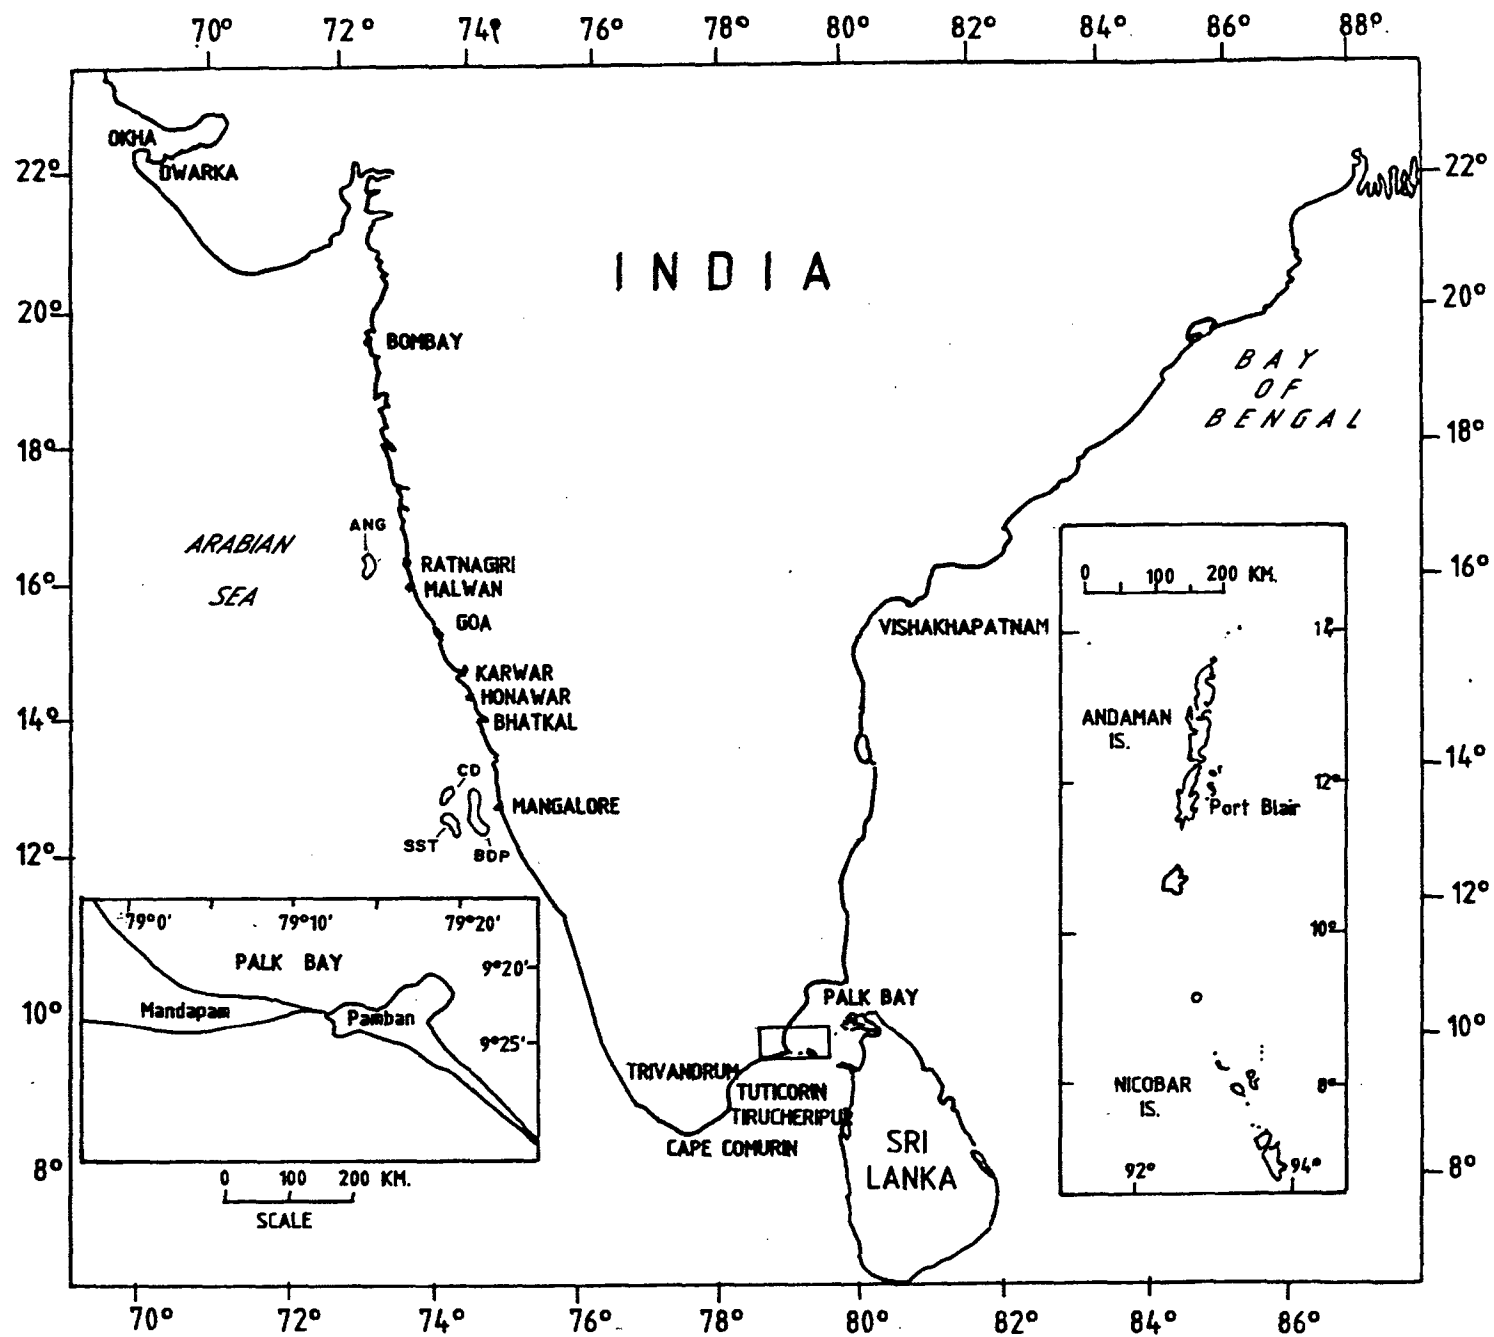 70° 72° 74° 76° 78° 80° 82° 84° 86° 88°
OKHA
DWARKA
22° 22°
INDIA
20° 20°
BOMBAY
BAY
OF
BENGAL
18° 18°
ANG
ARABIAN
SEA
RATNAGIRI
16° 16°
MALWAN
GOA
VISHAKHAPATNAM
KARWAR
HONAWAR
BHATKAL
14° 14°
CD
MANGALORE
SST
BDP
12° 12°
0 100 200 KM.
14°
ANDAMAN
IS.
12°
Port Blair
10°
NICOBAR
IS.
8°
92° 94°
79°0' 79°10' 79°20'
PALK BAY
9°20'
Mandapam
Pamban
9°25'
10° 10°
PALK BAY
TRIVANDRUM
TUTICORIN
TIRUCHERIPUR
CAPE COMURIN
SRI
LANKA
8° 8°
0 100 200 KM.
SCALE
70° 72° 74° 76° 78° 80° 82° 84° 86°